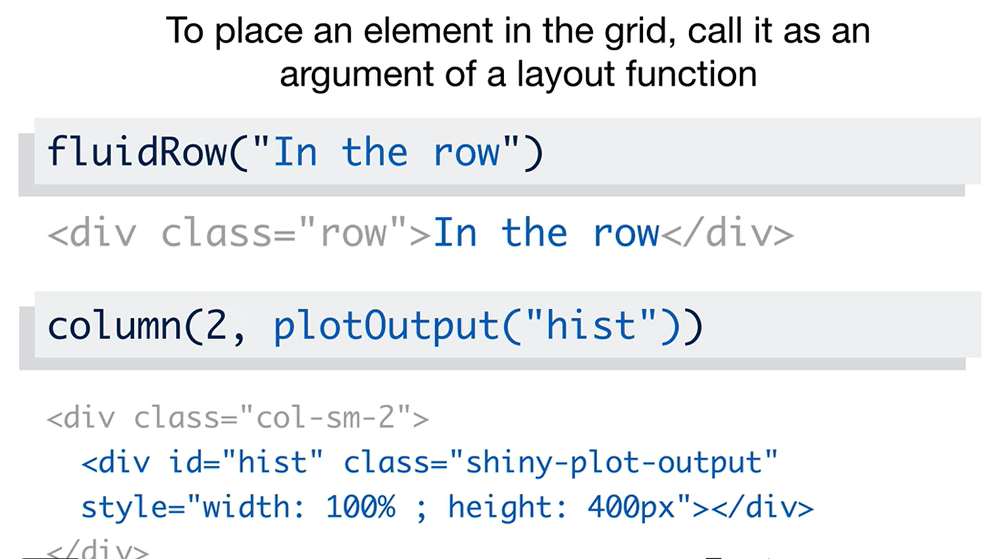 To place an element in the grid, call it as an
argument of a layout function
fluidRow("In the row")
<div class="row">In the row</div>
column(2, plotOutput("hist"))
<div class="col-sm-2">
<div id="hist" class="shiny-plot-output"
style="width: 100% ; height: 400px"></div>
</div>